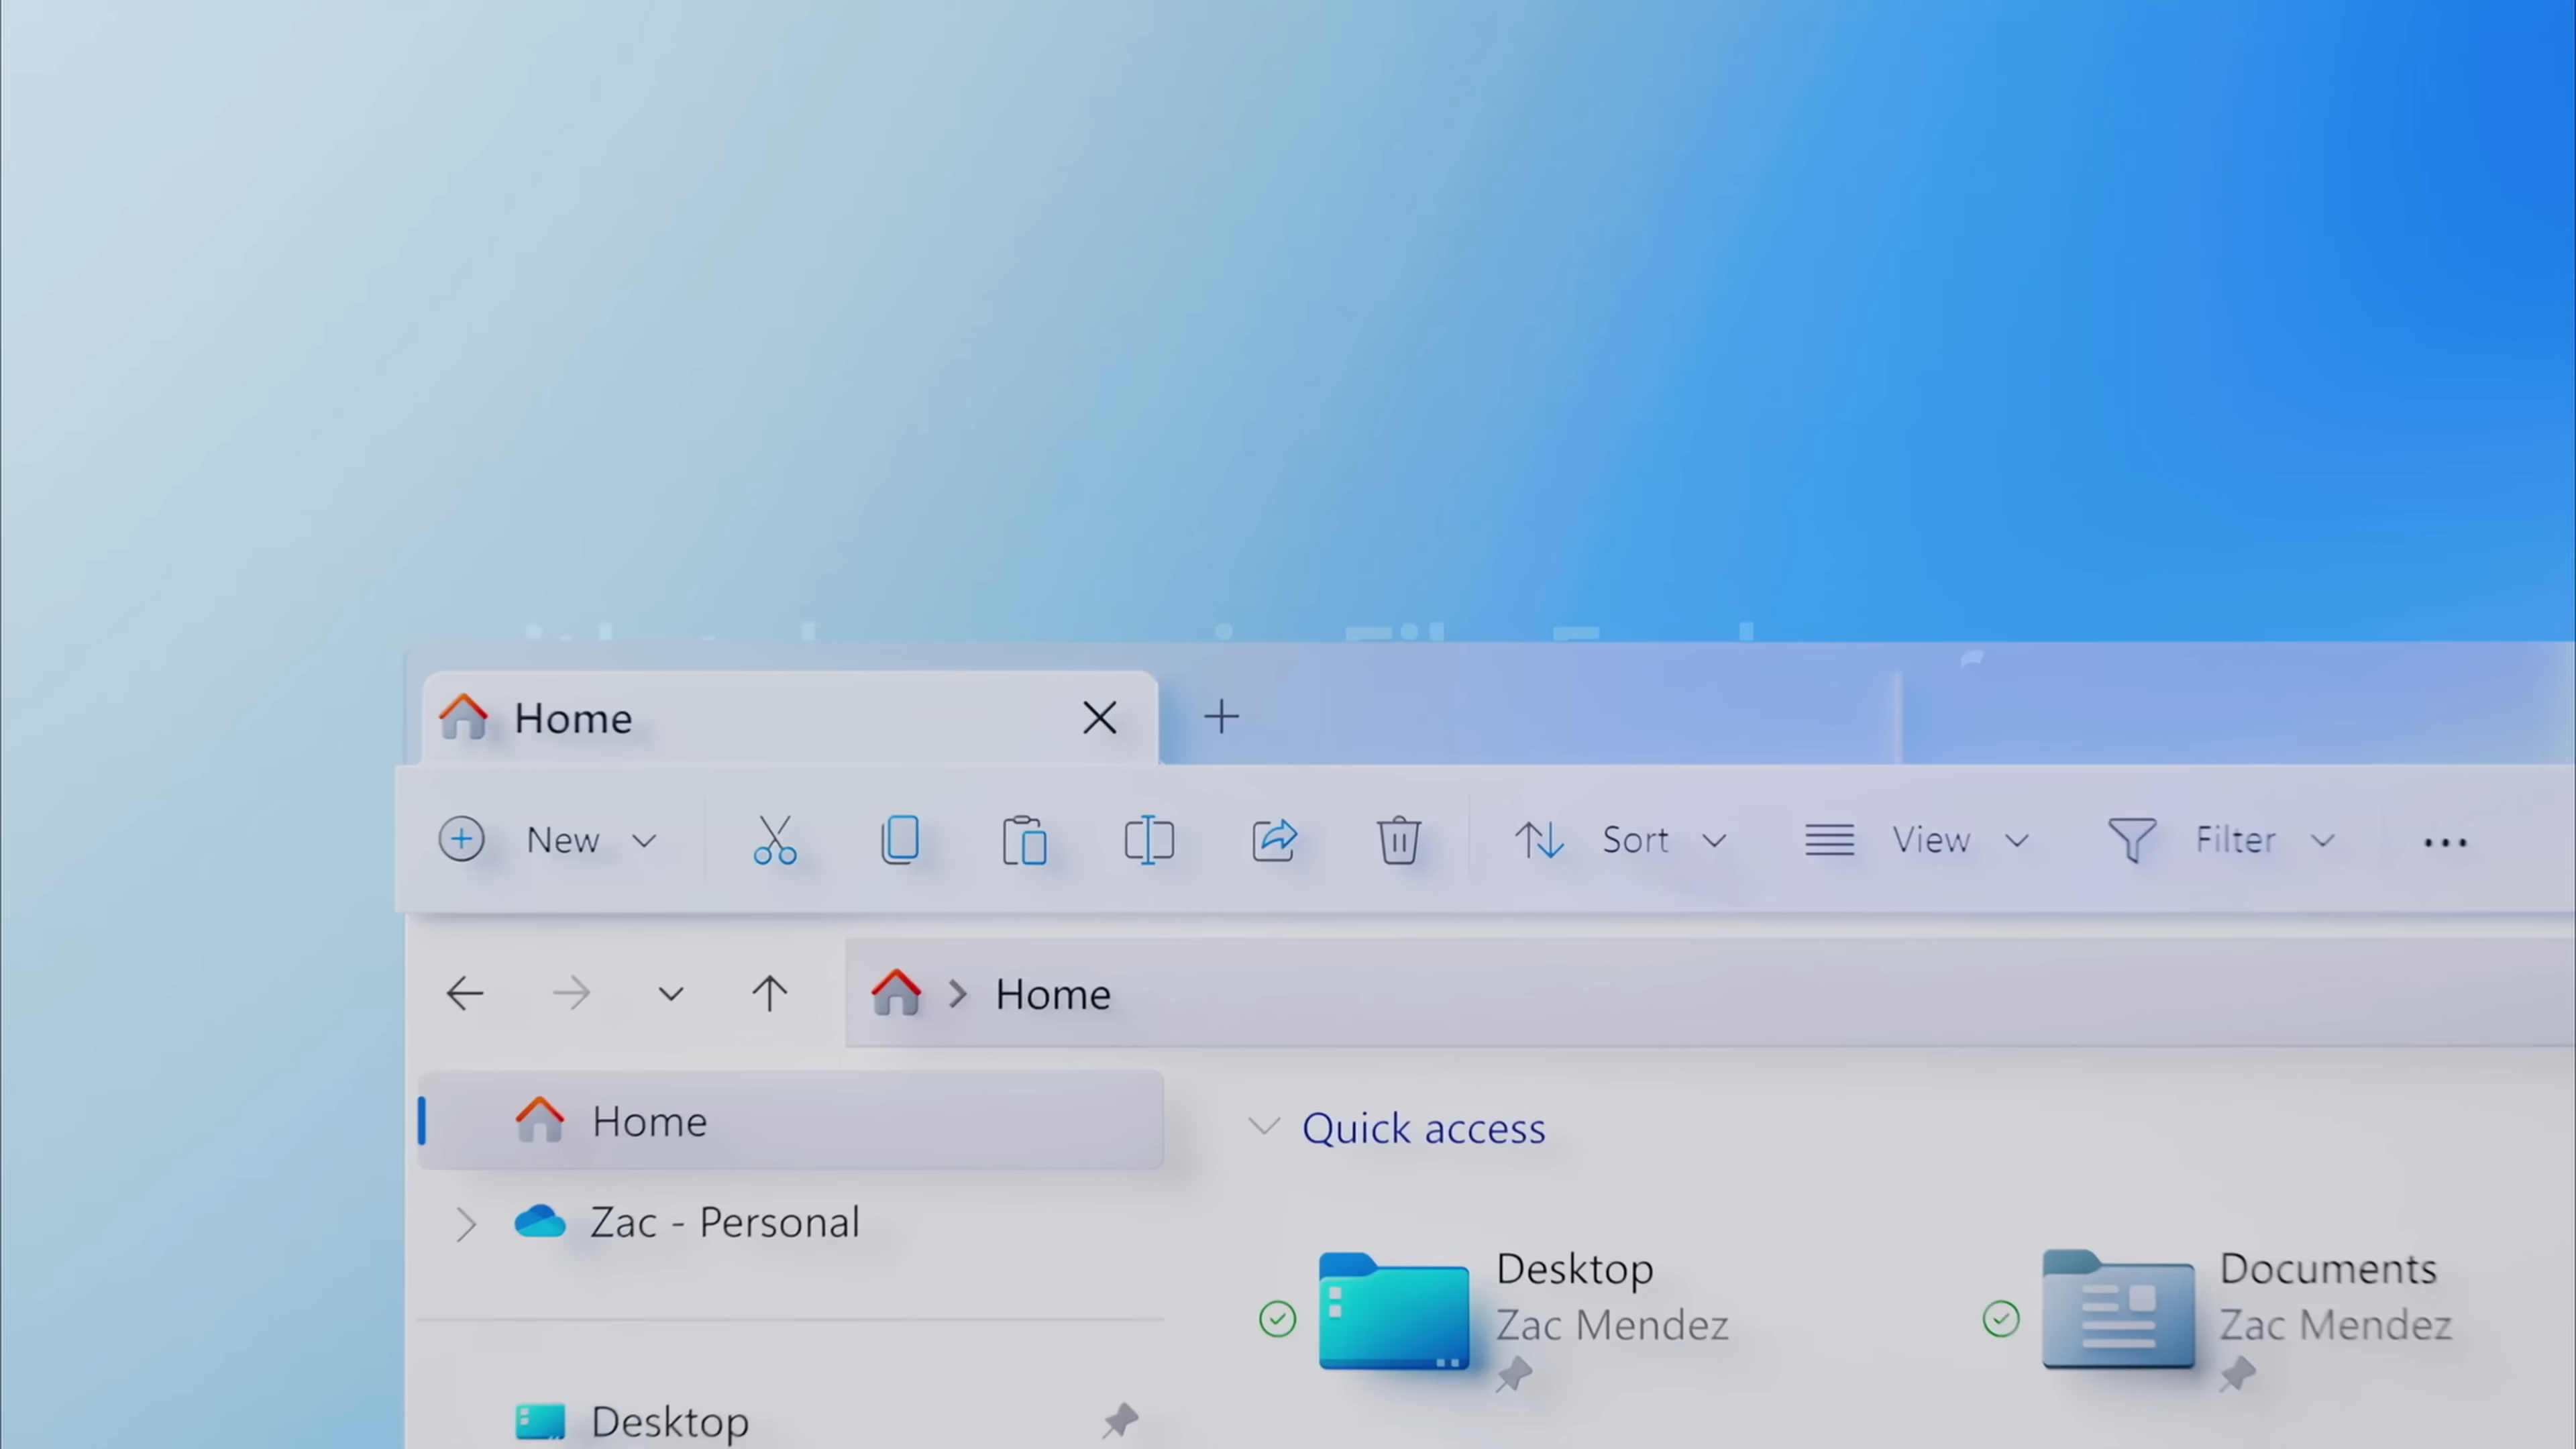 Home
New
Sort
View
Filter
Home
Home
Quick access
Zac - Personal
Desktop
Zac Mendez
Documents
Zac Mendez
Desktop